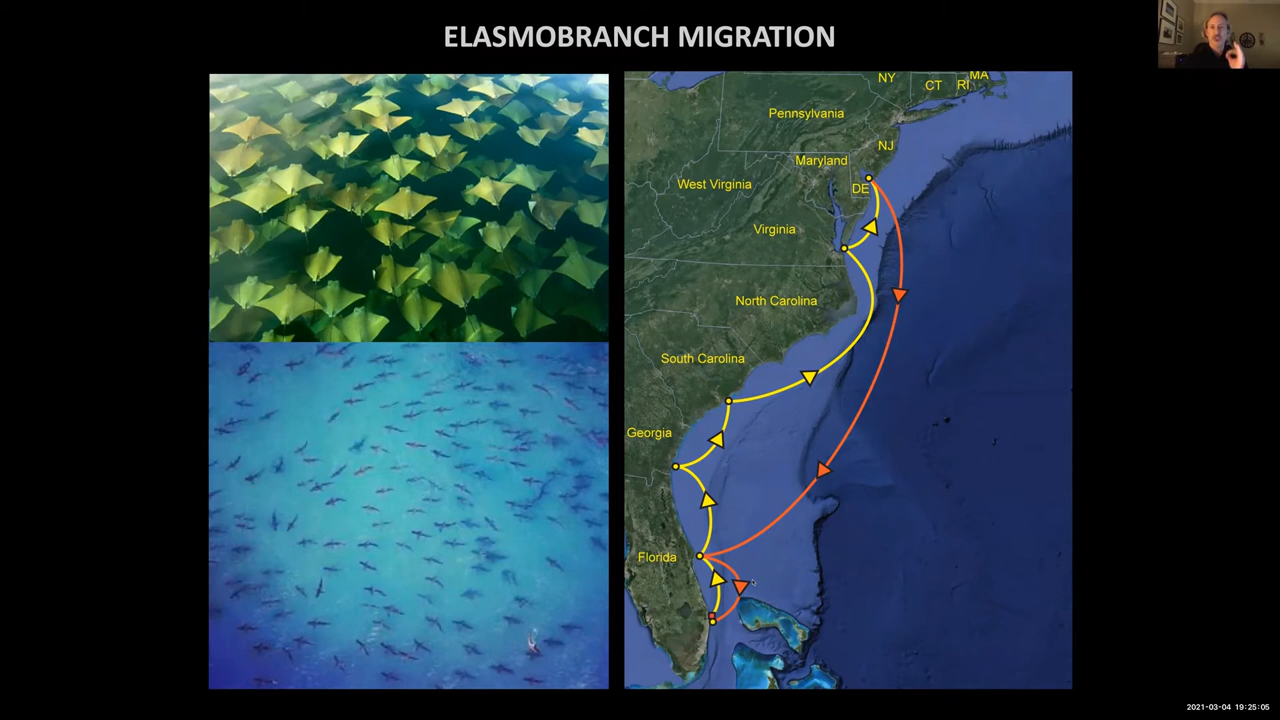 ELASMOBRANCH MIGRATION
NY
MA
CT
RI
Pennsylvania
NJ
Maryland
West Virginia
DE
Virginia
North Carolina
South Carolina
Georgia
Florida
2021-03-04 19:25:05